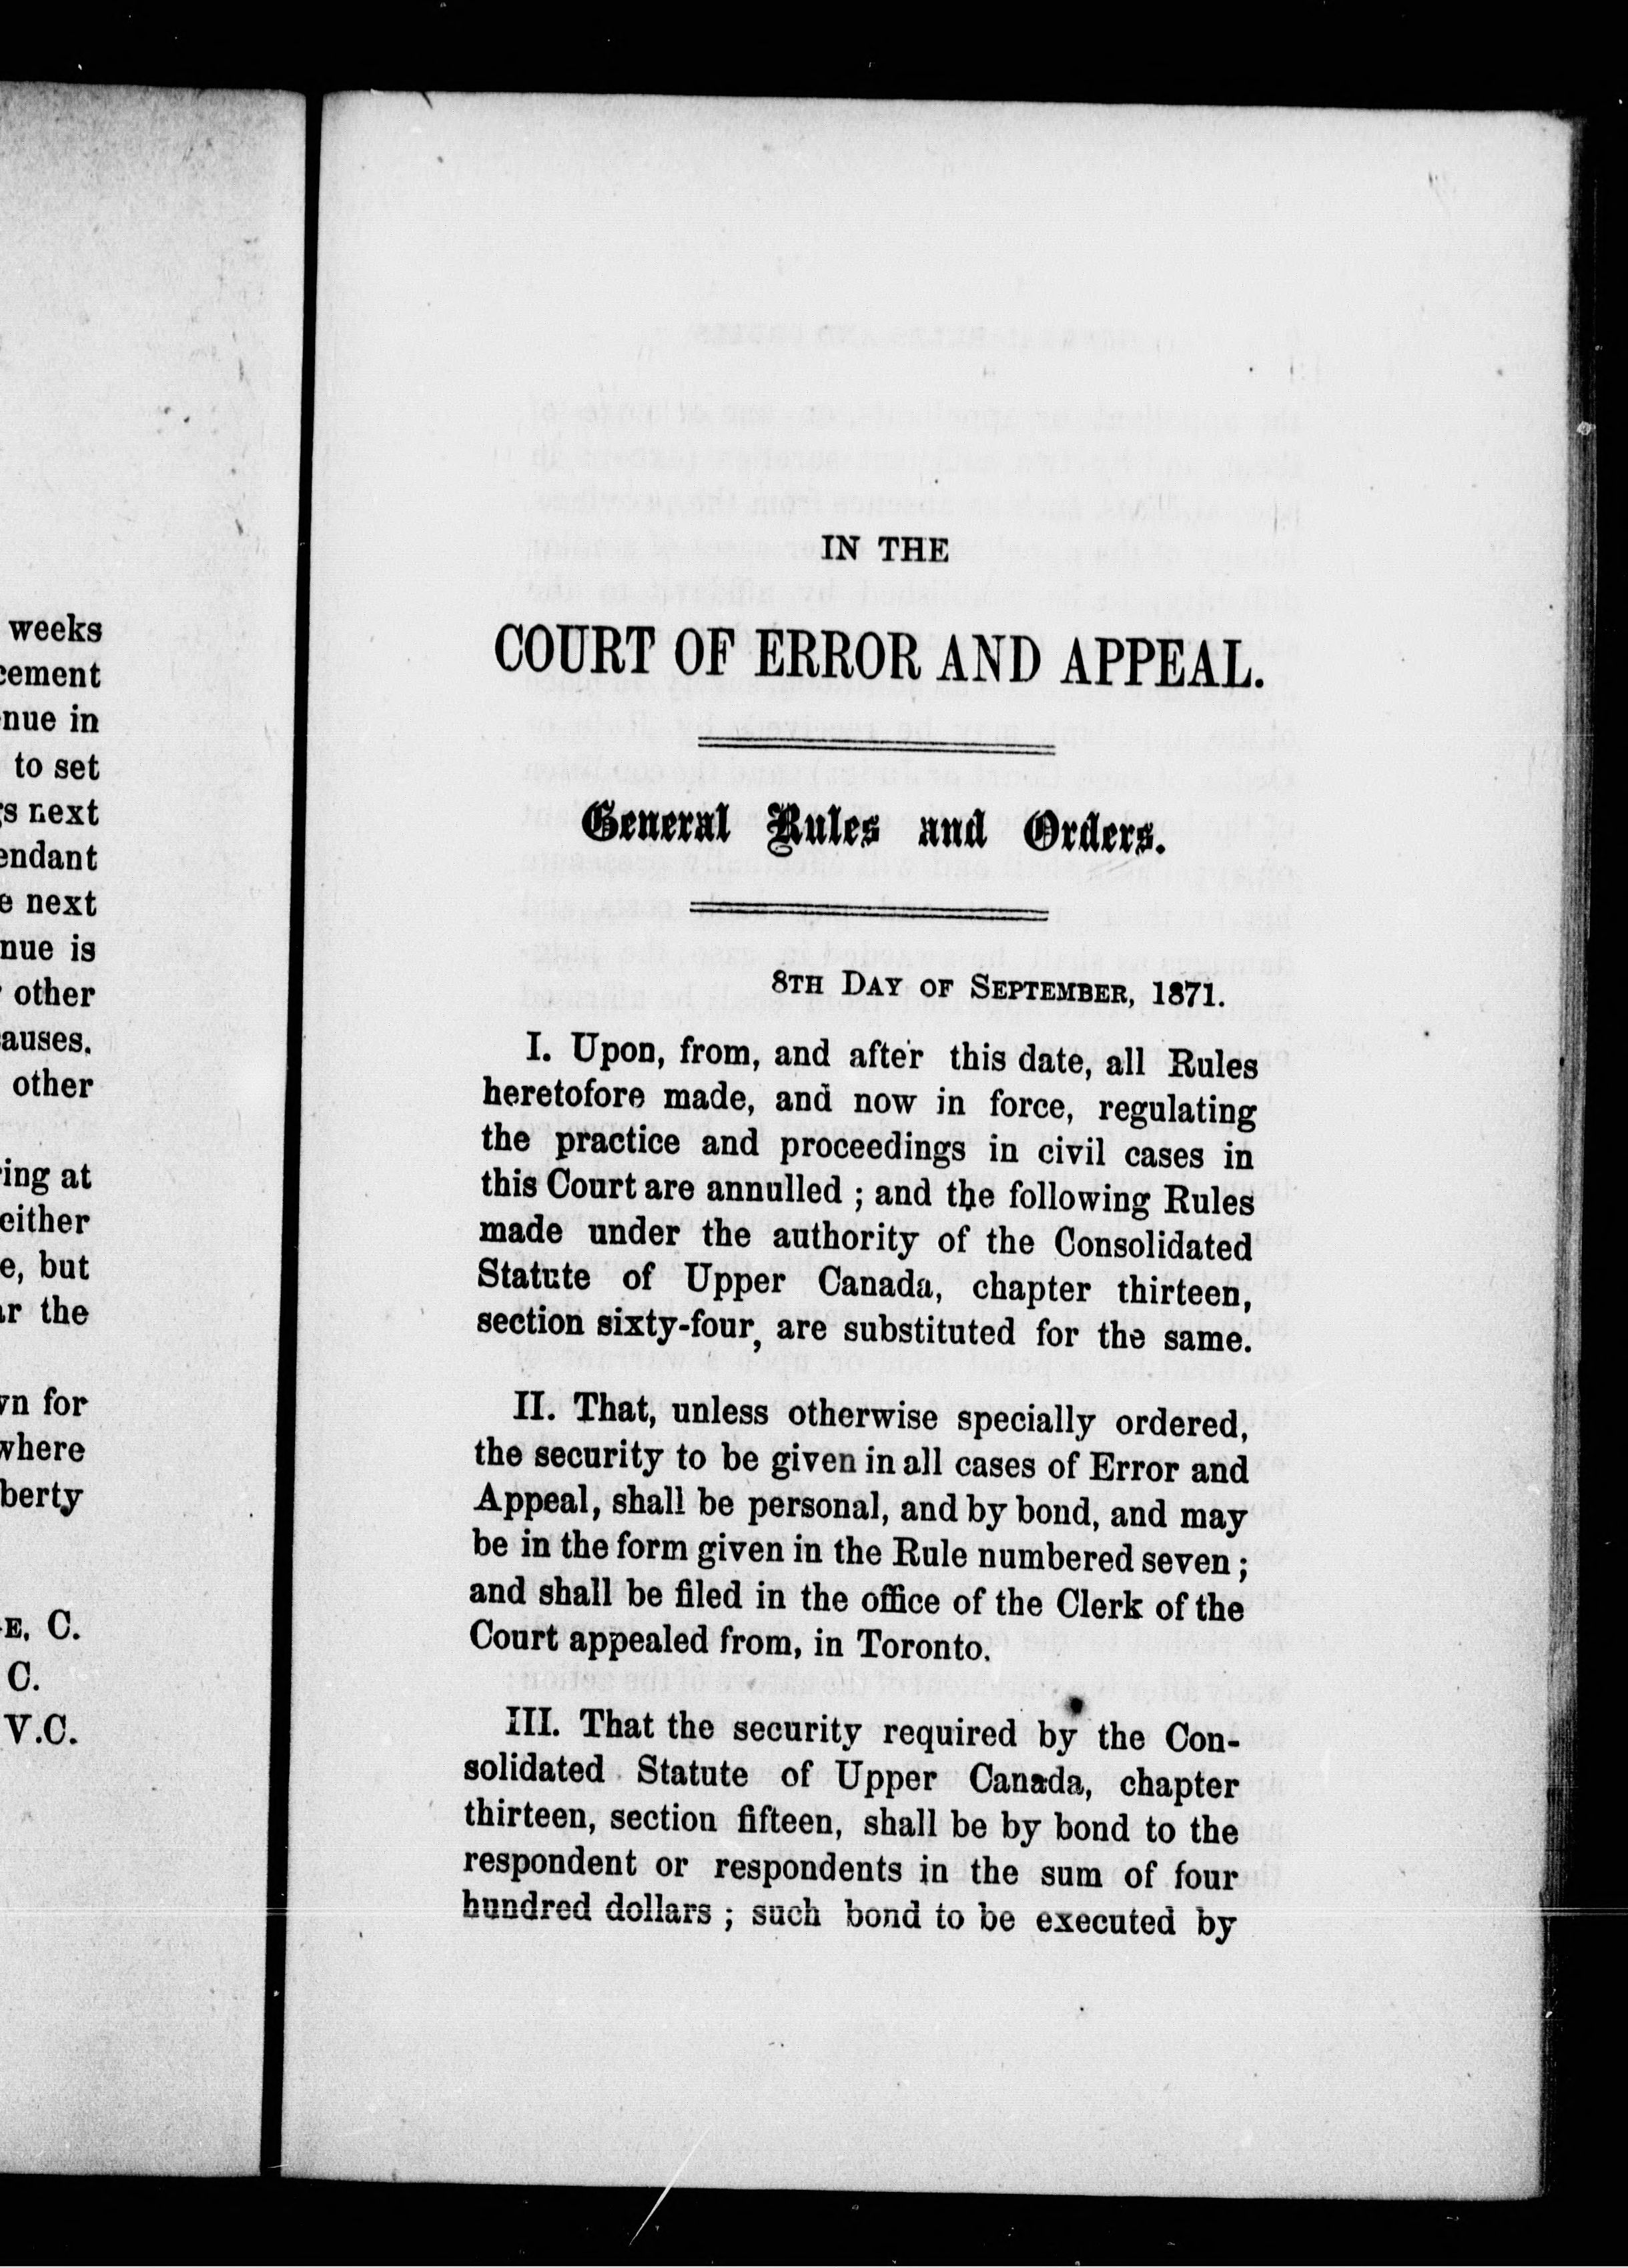 weeks
nue in
to set
next
next
nue is
other
other
at
either
but
the
for
where
C.
C.
V.C.
IN THE
COURT OF ERROR AND APPEAL.
General Rules and Orders.
8TH DAY OF SEPTEMBER, 1871.
I. Upon, from, and after this date, all Rules
heretofore made, and now in force, regulating
the practice and proceedings in civil cases in
this Court are annulled ; and the following Rules
made under the authority of the Consolidated
Statute of Upper Canada, chapter thirteen,
section sixty-four, are substituted for the same.
II. That, unless otherwise specially ordered,
the security to be given in all cases of Error and
Appeal, shall be personal, and by bond, and may
be in the form given in the Rule numbered seven ;
and shall be filed in the office of the Clerk of the
Court appealed from, in Toronto.
III. That the security required by the Con-
solidated Statute of Upper Canada, chapter
thirteen, section fifteen, shall be by bond to the
respondent or respondents in the sum of four
hundred dollars ; such bond to be executed by